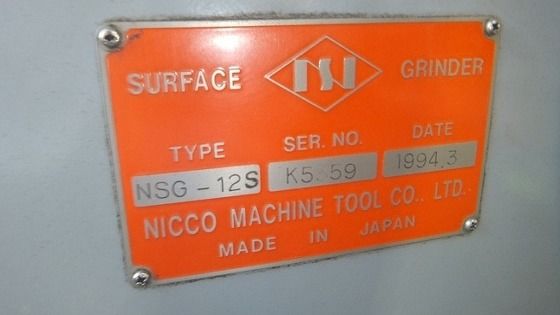 SURFACE GRINDER
TYPE SER. NO. DATE
NSG-12S 1994.3
NICCO MACHINE TOOL CO., LTD.
MADE IN JAPAN